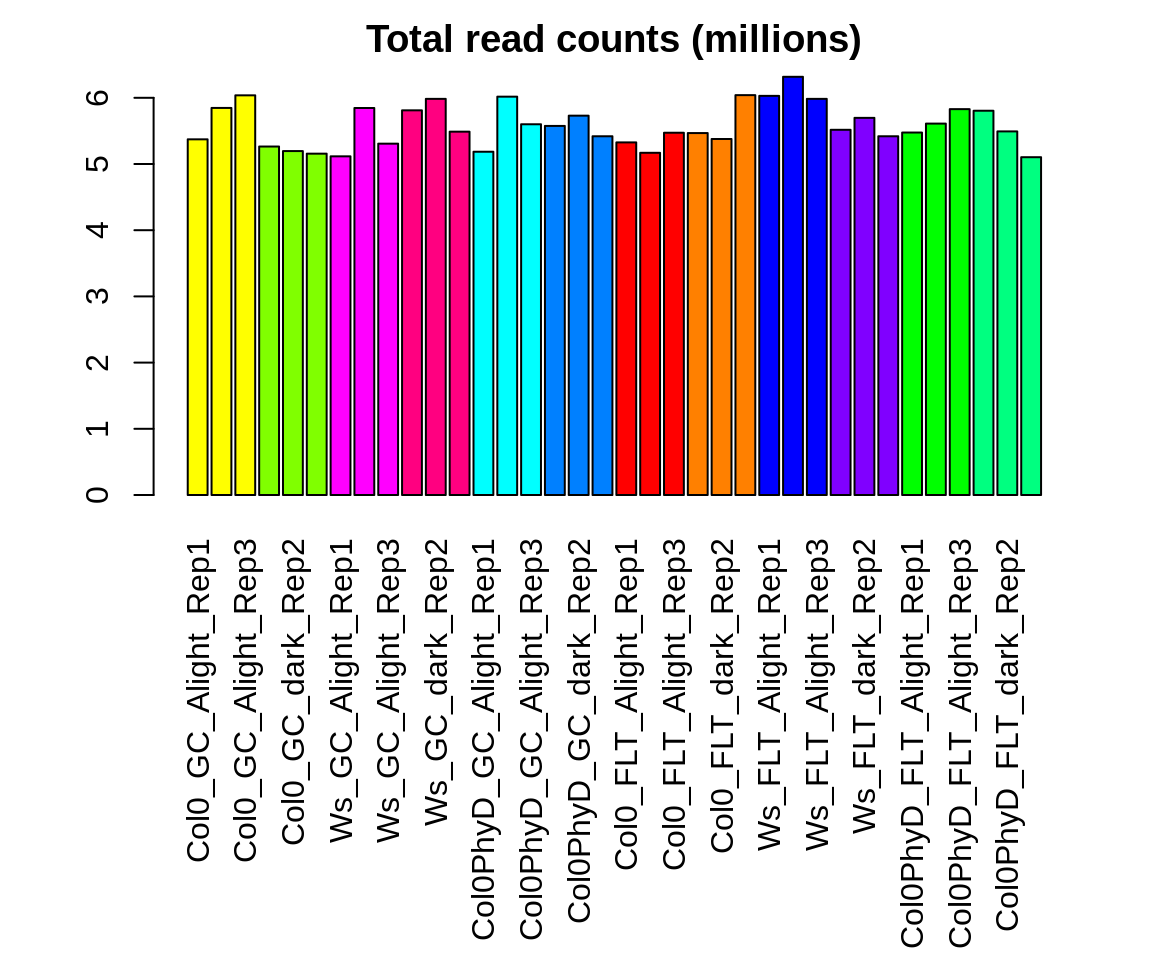 Total read counts (millions)
6
5
4
3
2
1
0
Col0_GC_Alight_Rep1
Col0_GC_Alight_Rep3
Col0_GC_dark_Rep2
Ws_GC_Alight_Rep1
Ws_GC_Alight_Rep3
Ws_GC_dark_Rep2
Col0PhyD_GC_Alight_Rep1
Col0PhyD_GC_Alight_Rep3
Col0PhyD_GC_dark_Rep2
Col0_FLT_Alight_Rep1
Col0_FLT_Alight_Rep3
Col0_FLT_dark_Rep2
Ws_FLT_Alight_Rep1
Ws_FLT_Alight_Rep3
Ws_FLT_dark_Rep2
Col0PhyD_FLT_Alight_Rep1
Col0PhyD_FLT_Alight_Rep3
Col0PhyD_FLT_dark_Rep2